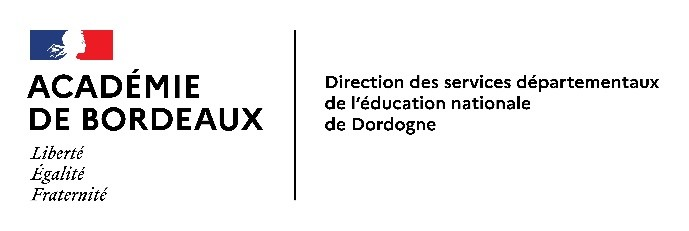 ACADÉMIE
DE BORDEAUX
Liberté
Égalité
Fraternité
Direction des services départementaux
de l'éducation nationale
de Dordogne